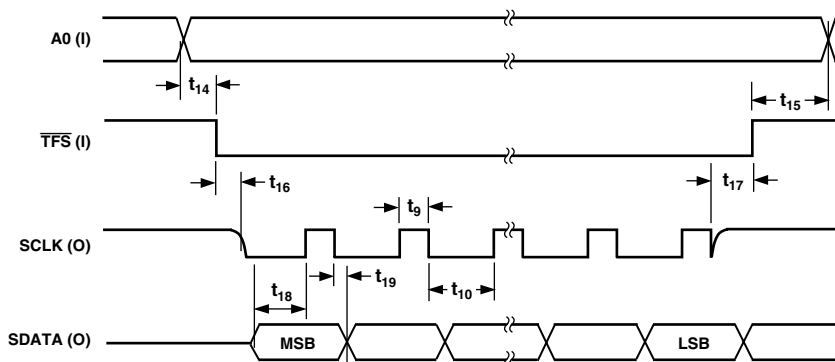 A0 (I)
t14
t15
TFS (I)
t16
t9
t17
SCLK (O)
t19
t18
t10
SDATA (O)
MSB
LSB